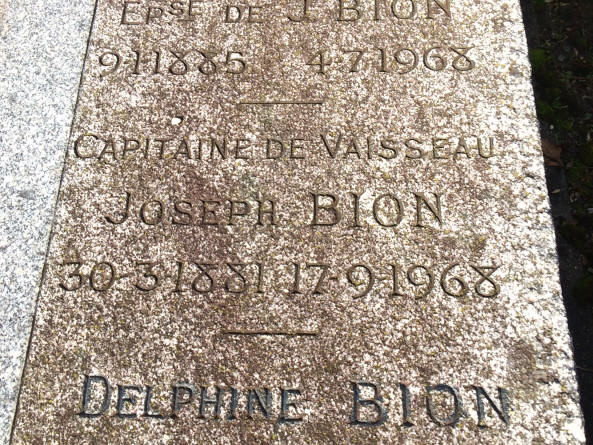 EPSE DE J. BION
9-1-1885 4-7-1968
CAPITAINE DE VAISSEAU
JOSEPH BION
30-3-1881 17-9-1968
DELPHINE BION